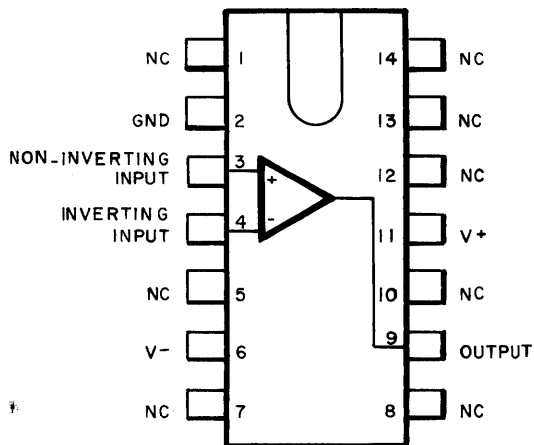 NC 1 14 NC
GND 2 13 NC
NON-INVERTING INPUT 3 + 12 NC
INVERTING INPUT 4 - 11 V+
NC 5 10 NC
V- 6 9 OUTPUT
NC 7 8 NC